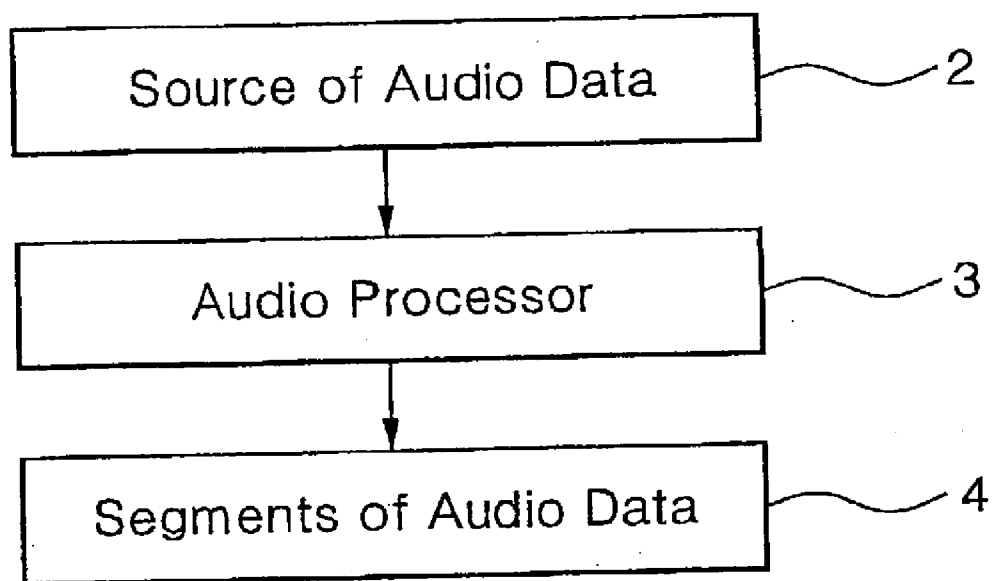 Source of Audio Data 2
Audio Processor 3
Segments of Audio Data 4